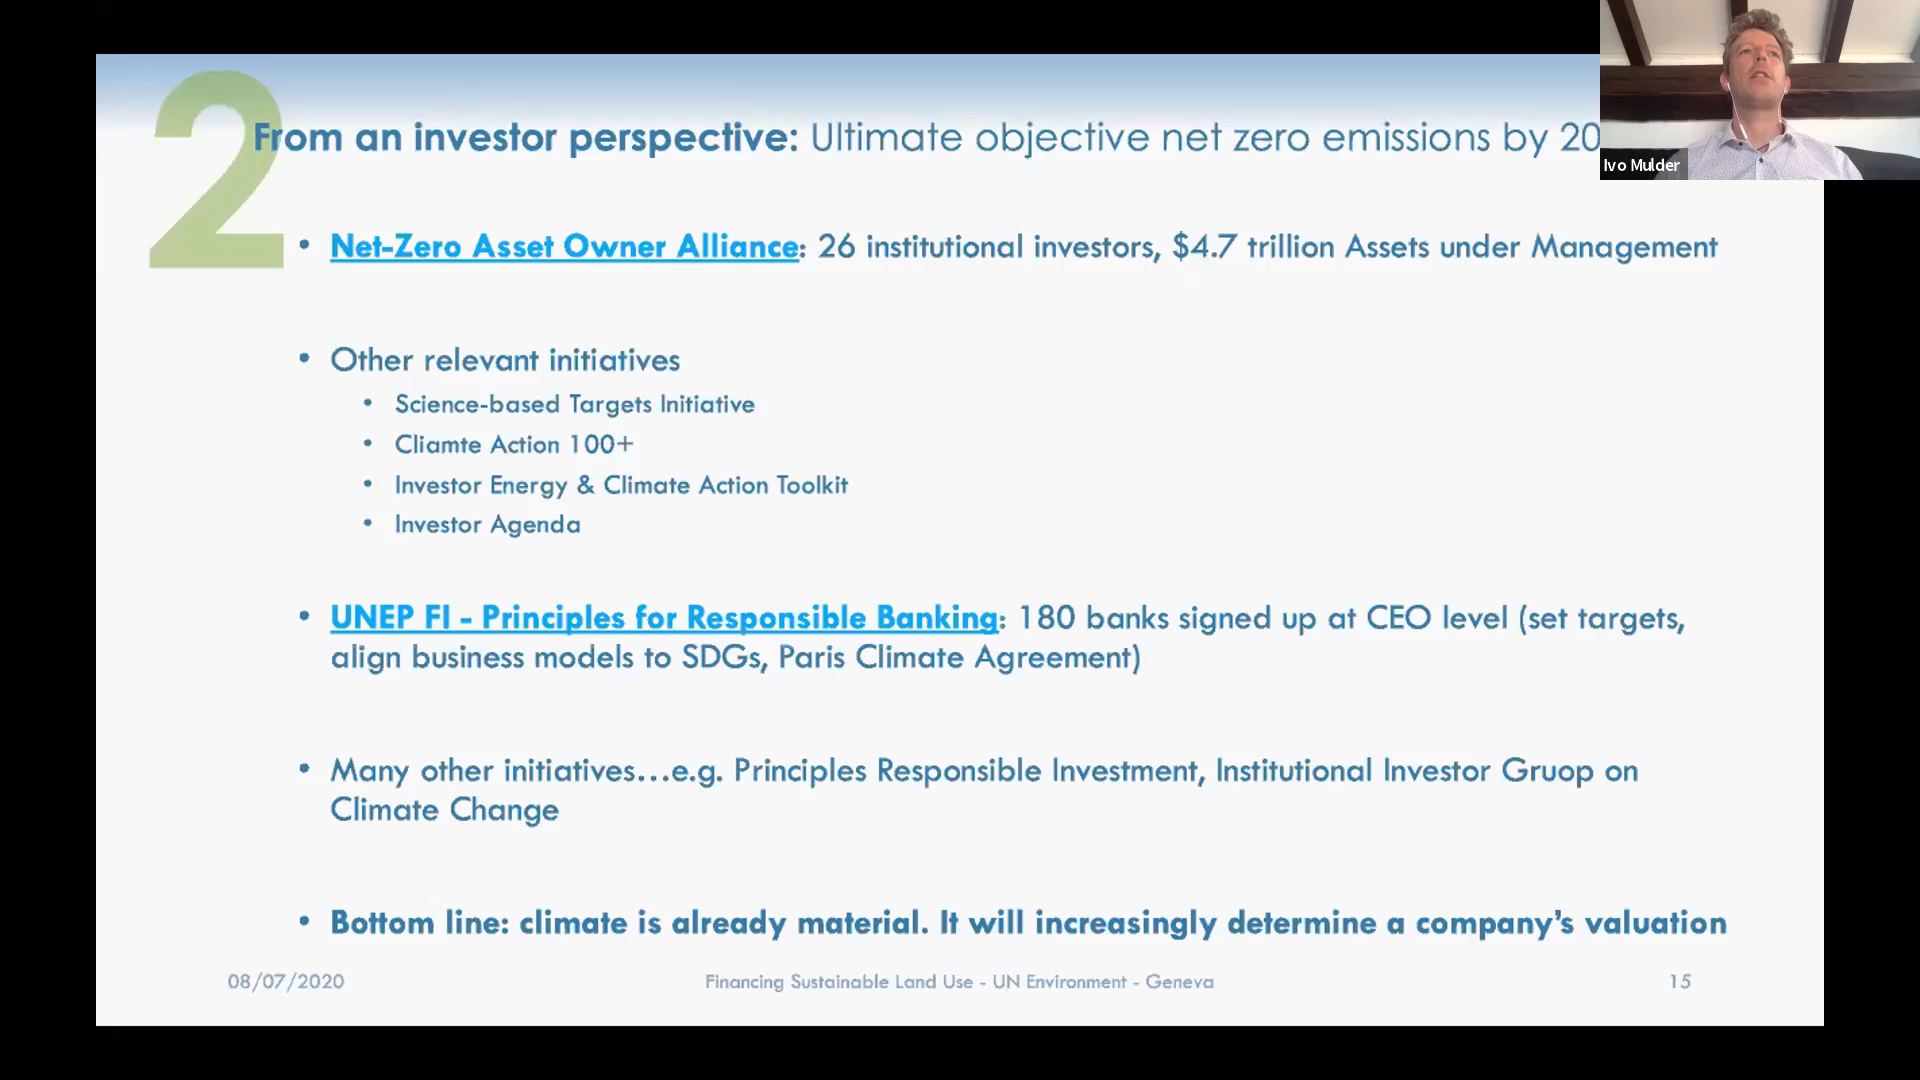 2
From an investor perspective: Ultimate objective net zero emissions by 20
Ivo Mulder
• Net-Zero Asset Owner Alliance: 26 institutional investors, $4.7 trillion Assets under Management
• Other relevant initiatives
• Science-based Targets Initiative
• Cliamte Action 100+
• Investor Energy & Climate Action Toolkit
• Investor Agenda
• UNEP FI - Principles for Responsible Banking: 180 banks signed up at CEO level (set targets,
align business models to SDGs, Paris Climate Agreement)
• Many other initiatives…e.g. Principles Responsible Investment, Institutional Investor Gruop on
Climate Change
• Bottom line: climate is already material. It will increasingly determine a company’s valuation
08/07/2020
Financing Sustainable Land Use - UN Environment - Geneva
15